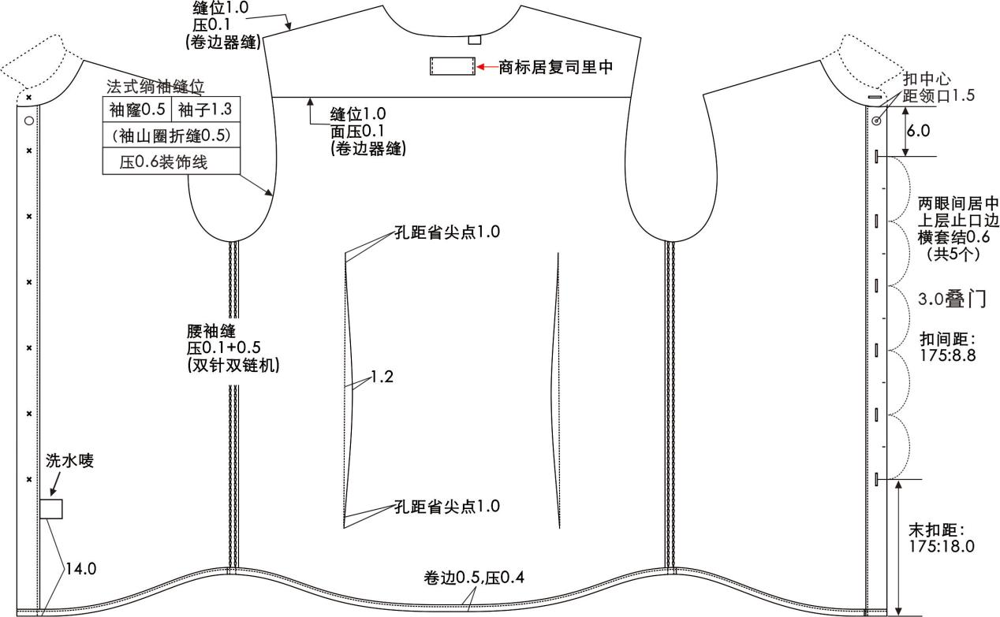 缝位1.0
压0.1
(卷边器缝)
商标居复司里中
法式绱袖缝位
袖窿0.5 袖子1.3
(袖山圈折缝0.5)
压0.6装饰线
缝位1.0
面压0.1
(卷边器缝)
扣中心
距领口1.5
6.0
两眼间居中
上层止口边
横套结0.6
(共5个)
3.0叠门
扣间距:
175:8.8
孔距省尖点1.0
腰袖缝
压0.1+0.5
(双针双链机)
1.2
孔距省尖点1.0
洗水唛
14.0
卷边0.5,压0.4
末扣距:
175:18.0